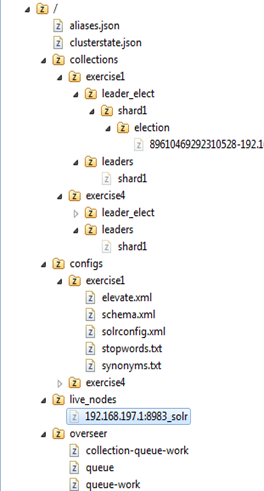 /
aliases.json
clusterstate.json
collections
exercise1
leader_elect
shard1
election
89610469292310528-192.1
leaders
shard1
exercise4
leader_elect
leaders
shard1
configs
exercise1
elevate.xml
schema.xml
solrconfig.xml
stopwords.txt
synonyms.txt
exercise4
live_nodes
192.168.197.1:8983_solr
overseer
collection-queue-work
queue
queue-work